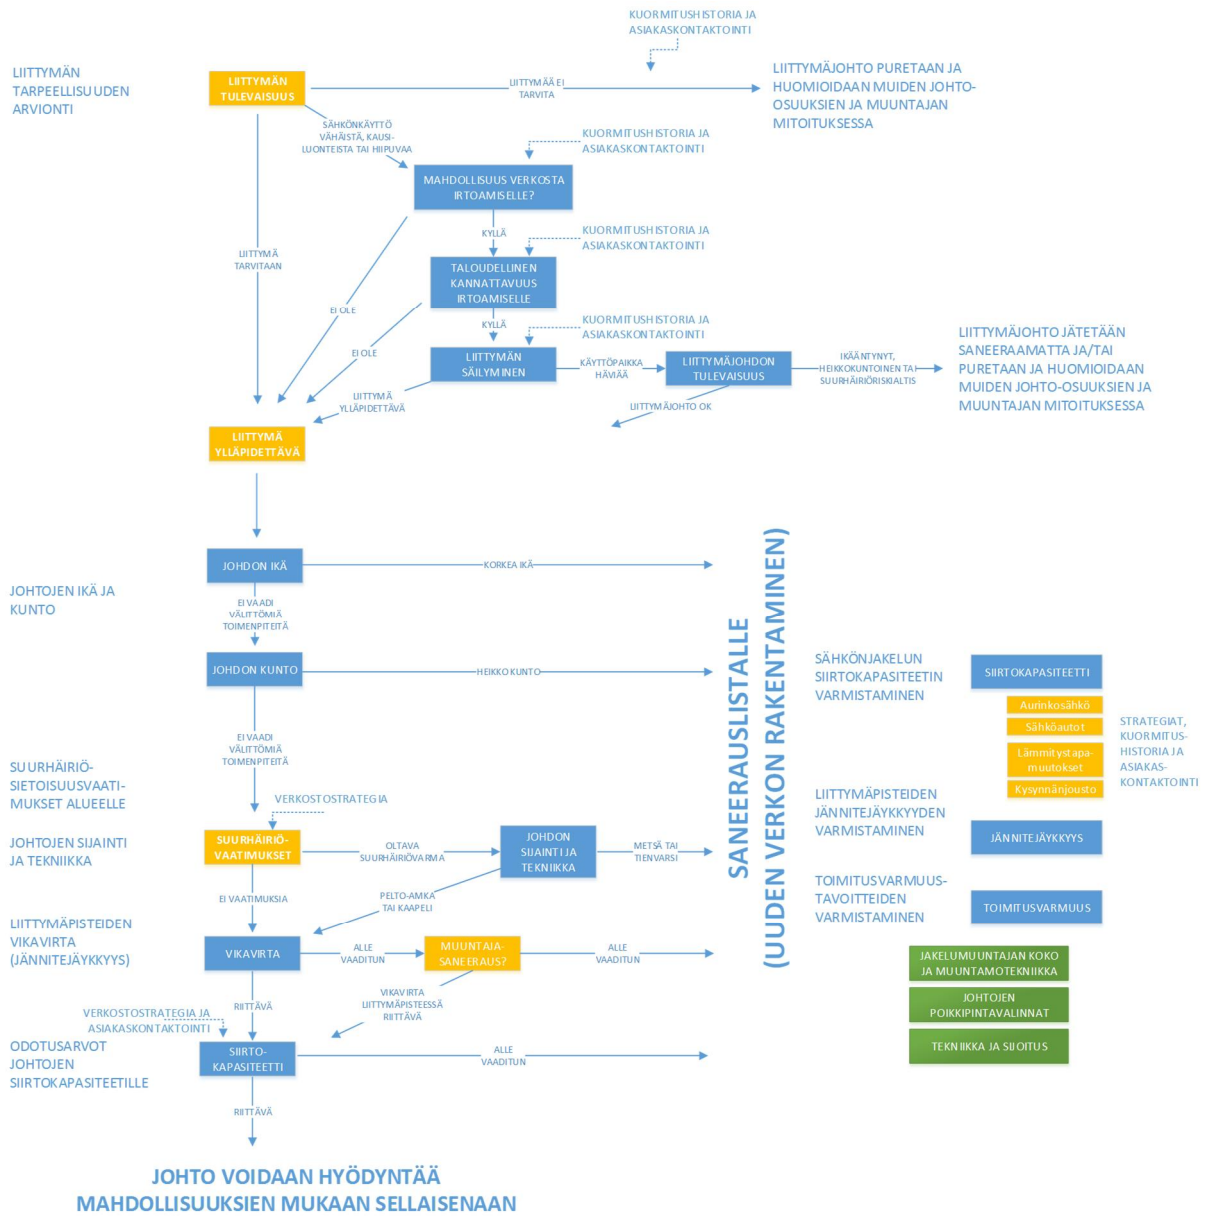 KUORMITUSHISTORIA JA
ASIAKASKONTAKTOINTI
LIITTYMÄN
TARPEELLISUUDEN
ARVIONTI
LIITTYMÄN
TULEVAISUUS
LIITTYMÄÄ EI
TARVITA
LIITTYMÄJOHTO PURETAAN JA
HUOMIOIDAAN MUIDEN JOHTO-
OSUUKSIEN JA MUUNTAJAN
MITOITUKSESSA
SÄHKÖNKÄYTTÖ
VÄHÄISTÄ, KAUSI-
LUONTEISTA TAI HIIPUVAA
KUORMITUSHISTORIA JA
ASIAKASKONTAKTOINTI
MAHDOLLISUUS VERKOSTA
IRTOAMISELLE?
KYLLÄ
KUORMITUSHISTORIA JA
ASIAKASKONTAKTOINTI
LIITTYMÄ
TARVITAAN
TALOUDELLINEN
KANNATTAVUUS
IRTOAMISELLE
EI OLE
KYLLÄ
KUORMITUSHISTORIA JA
ASIAKASKONTAKTOINTI
EI OLE
LIITTYMÄN
SÄILYMINEN
KÄYTTÖPAIKKA
HÄVIÄÄ
LIITTYMÄJOHDON
TULEVAISUUS
IKÄÄNTYNYT,
HEIKKOKUNTOINEN TAI
SUURHÄIRIÖRISKIALTIS
LIITTYMÄJOHTO JÄTETÄÄN
SANEERAAMATTA JA/TAI
PURETAAN JA HUOMIOIDAAN
MUIDEN JOHTO-OSUUKSIEN JA
MUUNTAJAN MITOITUKSESSA
LIITTYMÄ
YLLÄPIDETTÄVÄ
LIITTYMÄJOHTO OK
LIITTYMÄ
YLLÄPIDETTÄVÄ
JOHTOJEN IKÄ JA
KUNTO
JOHDON IKÄ
KORKEA IKÄ
EI VAADI
VÄLITTÖMIÄ
TOIMENPITEITÄ
JOHDON KUNTO
HEIKKO KUNTO
EI VAADI
VÄLITTÖMIÄ
TOIMENPITEITÄ
SANEERAUSLISTALLE
(UUDEN VERKON RAKENTAMINEN)
SUURHÄIRIÖ-
SIETOISUUSVAATI-
MUKSET ALUEELLE
VERKOSTOSTRATEGIA
JOHTOJEN SIJAINTI
JA TEKNIIKKA
SUURHÄIRIÖ-
VAATIMUKSET
OLTAVA
SUURHÄIRIÖVARMA
JOHDON
SIJAINTI JA
TEKNIIKKA
METSÄ TAI
TIENVARSI
EI VAATIMUKSIA
PELTO-AMKA
TAI KAAPELI
LIITTYMÄPISTEIDEN
VIKAVIRTA
(JÄNNITEJÄYKKYYS)
VIKAVIRTA
ALLE
VAADITUN
MUUNTAJA-
SANEERAUS?
ALLE
VAADITUN
RIITTÄVÄ
VIKAVIRTA
LIITTYMÄPISTEESSÄ
RIITTÄVÄ
VERKOSTOSTRATEGIA JA
ASIAKASKONTAKTOINTI
ODOTUSARVOT
JOHTOJEN
SIIRTOKAPASITEETILLE
SIIRTO-
KAPASITEETTI
ALLE
VAADITUN
RIITTÄVÄ
JOHTO VOIDAAN HYÖDYNTÄÄ
MAHDOLLISUUKSIEN MUKAAN SELLAISENAAN
SÄHKÖNJAKELUN
SIIRTOKAPASITEETIN
VARMISTAMINEN
SIIRTOKAPASITEETTI
Aurinkosähkö
Sähköautot
Lämmitystapa-
muutokset
Kysynnänjousto
STRATEGIAT,
KUORMITUS-
HISTORIA JA
ASIAKAS-
KONTAKTOINTI
LIITTYMÄPISTEIDEN
JÄNNITEJÄYKKYYDEN
VARMISTAMINEN
JÄNNITEJÄYKKYYS
TOIMITUSVARMUUS-
TAVOITTEIDEN
VARMISTAMINEN
TOIMITUSVARMUUS
JAKELUMUUNTAJAN KOKO
JA MUUNTAMOTEKNIIKKA
JOHTOJEN
POIKKIPINTAVALINNAT
TEKNIIKKA JA SIJOITUS